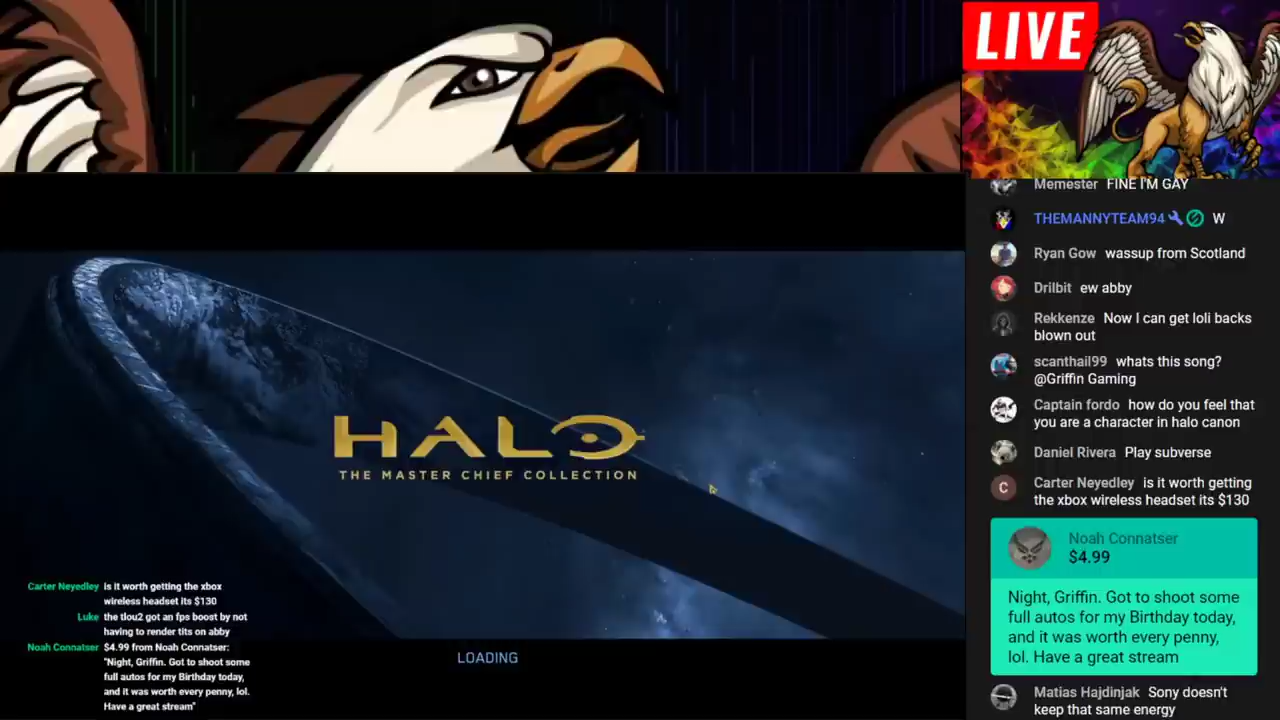 LIVE
Memester FINE I'M GAY
THEMANNYTEAM94 W
Ryan Gow wassup from Scotland
Drilbit ew abby
Rekkenze Now I can get loli backs
blown out
scanthail99 whats this song?
@Griffin Gaming
Captain fordo how do you feel that
you are a character in halo canon
Daniel Rivera Play subverse
C
Carter Neyedley is it worth getting
the xbox wireless headset its $130
Noah Connatser
$4.99
Night, Griffin. Got to shoot some
full autos for my Birthday today,
and it was worth every penny,
lol. Have a great stream
Matias Hajdinjak Sony doesn't
keep that same energy
HALO
THE MASTER CHIEF COLLECTION
LOADING
Carter Neyedley is it worth getting the xbox
wireless headset its $130
Luke the tlou2 got an fps boost by not
having to render tits on abby
Noah Connatser $4.99 from Noah Connatser:
"Night, Griffin. Got to shoot some
full autos for my Birthday today,
and it was worth every penny, lol.
Have a great stream"